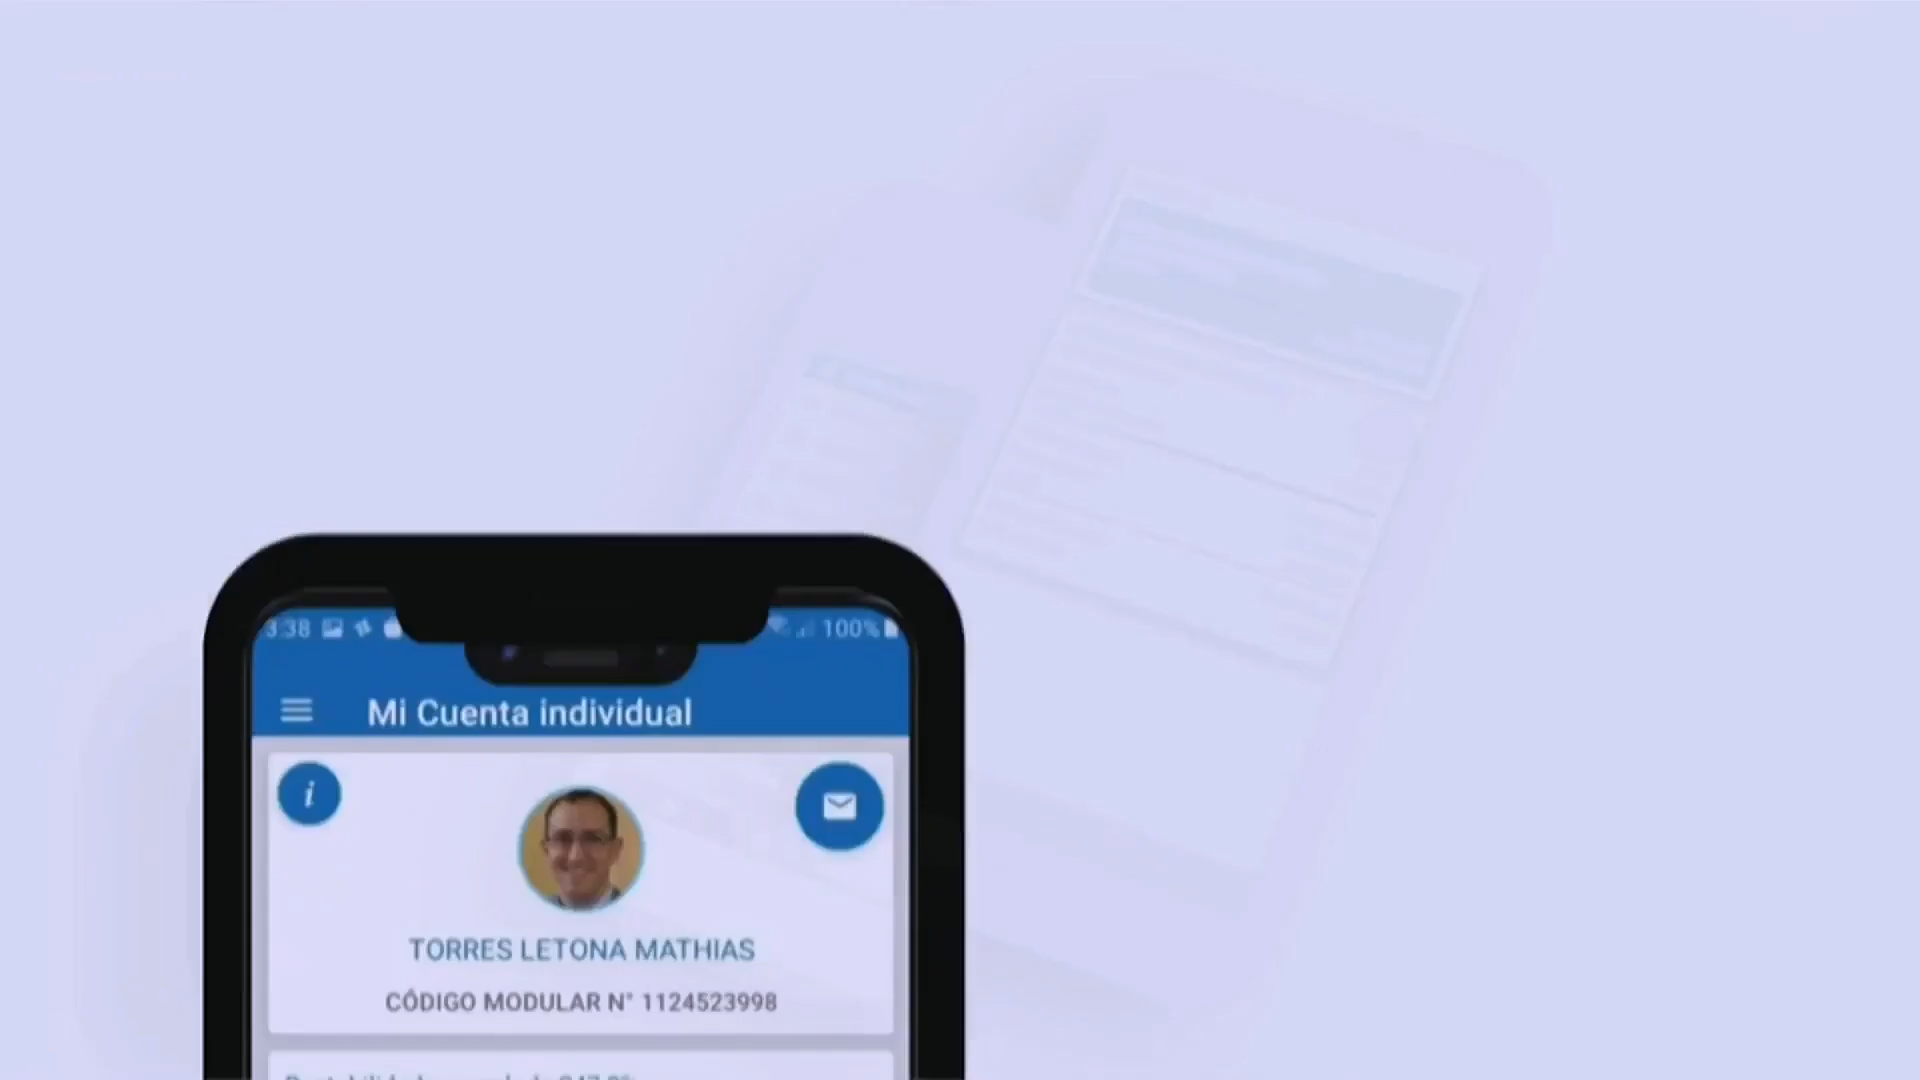 3:38 100%
Mi Cuenta individual
i
TORRES LETONA MATHIAS
CÓDIGO MODULAR N° 1124523998